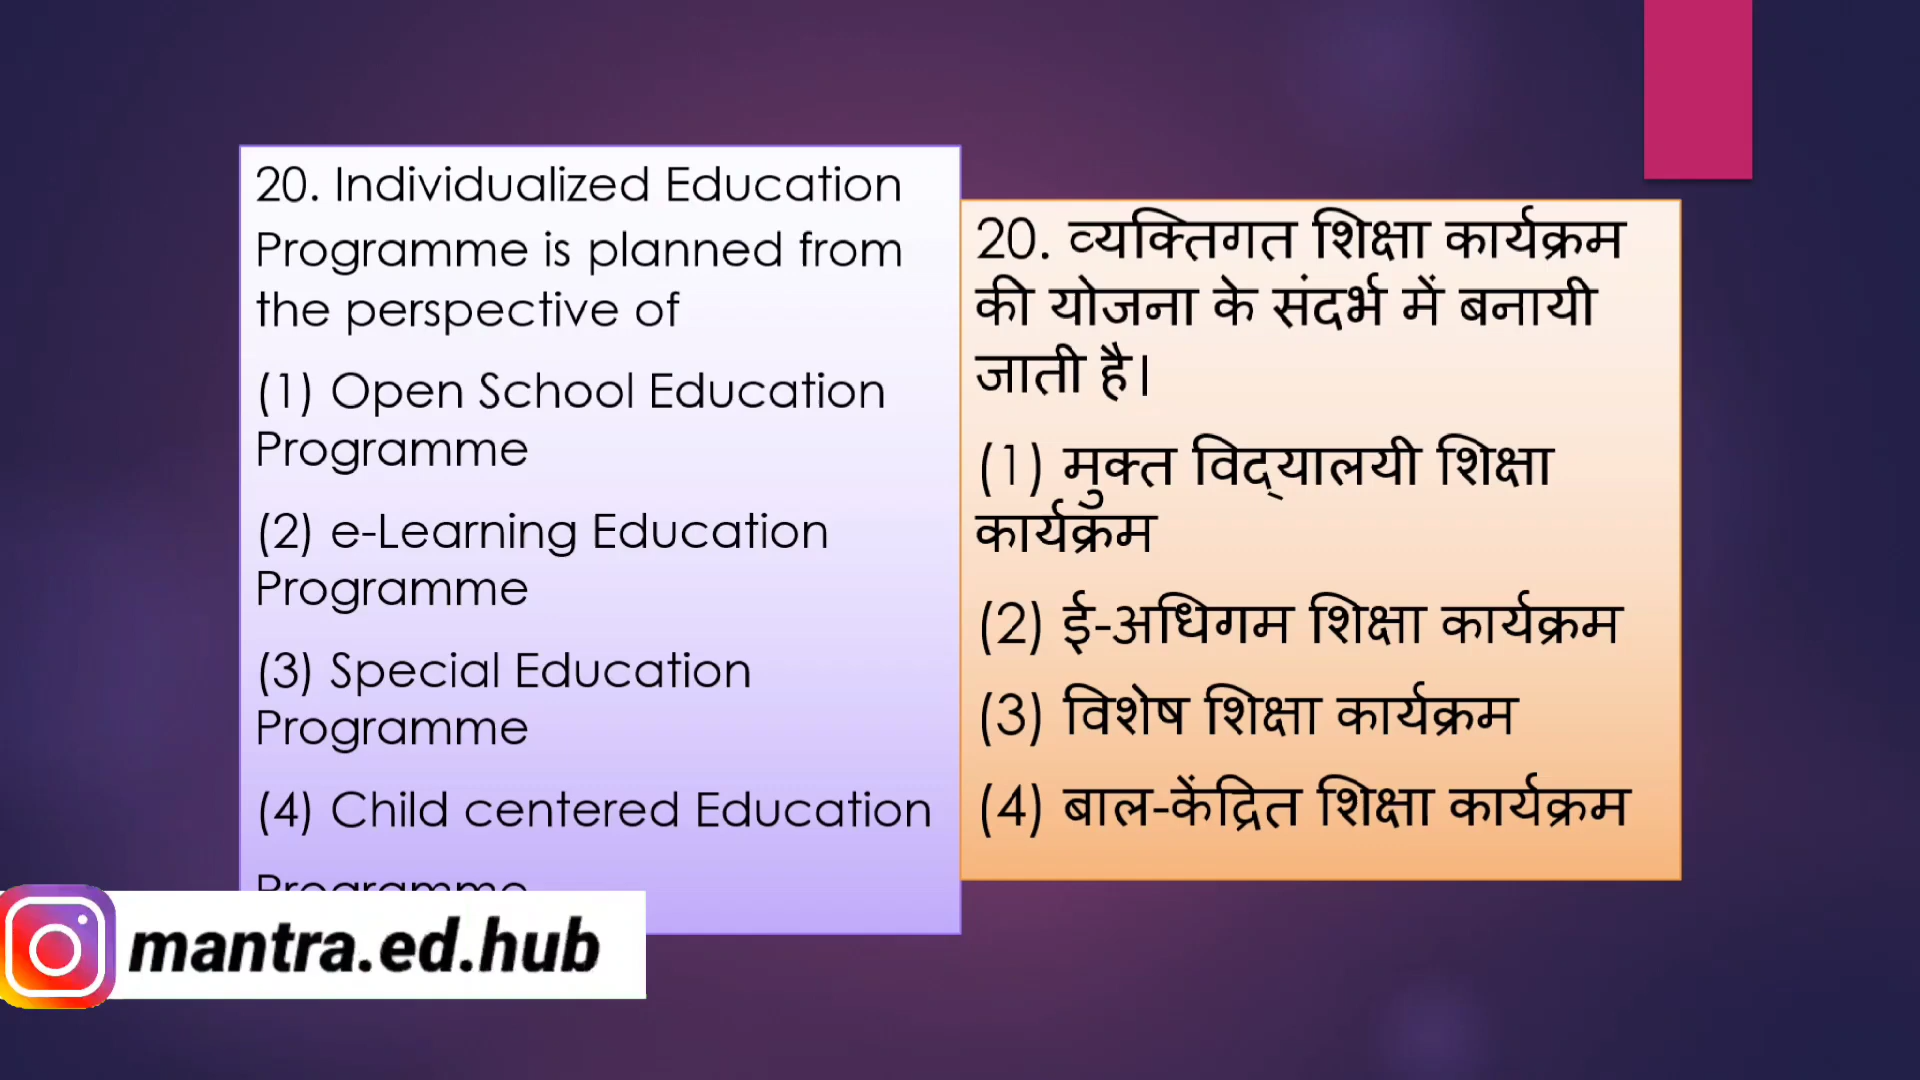 20. Individualized Education
Programme is planned from
the perspective of
(1) Open School Education
Programme
(2) e-Learning Education
Programme
(3) Special Education
Programme
(4) Child centered Education
Programme
20. व्यक्तिगत शिक्षा कार्यक्रम
की योजना के संदर्भ में बनायी
जाती है।
(1) मुक्त विद्यालयी शिक्षा
कार्यक्रम
(2) ई-अधिगम शिक्षा कार्यक्रम
(3) विशेष शिक्षा कार्यक्रम
(4) बाल-केंद्रित शिक्षा कार्यक्रम
mantra.ed.hub